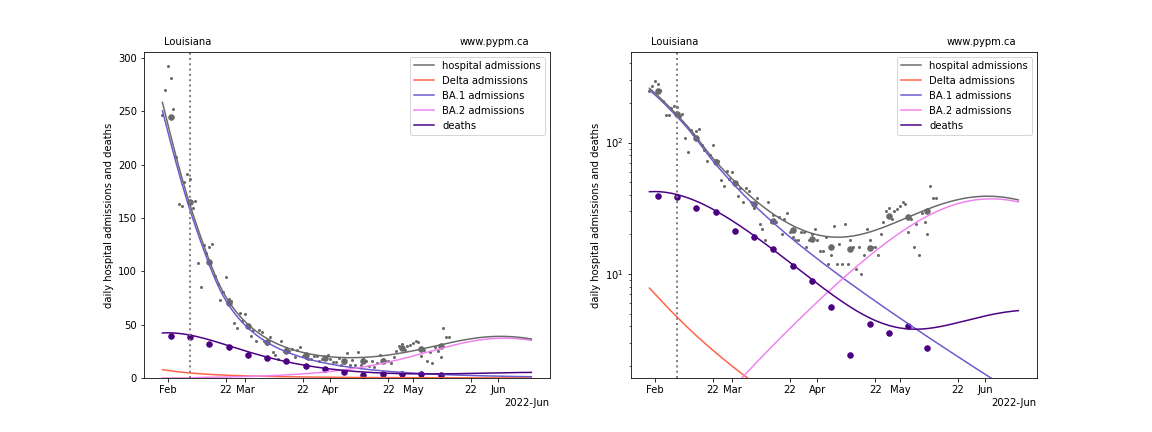 Louisiana www.pypm.ca
300
250
200
150
100
50
0
daily hospital admissions and deaths
hospital admissions
Delta admissions
BA.1 admissions
BA.2 admissions
deaths
Feb 22 Mar 22 Apr 22 May 22 Jun
2022-Jun
Louisiana www.pypm.ca
10²
10¹
daily hospital admissions and deaths
hospital admissions
Delta admissions
BA.1 admissions
BA.2 admissions
deaths
Feb 22 Mar 22 Apr 22 May 22 Jun
2022-Jun